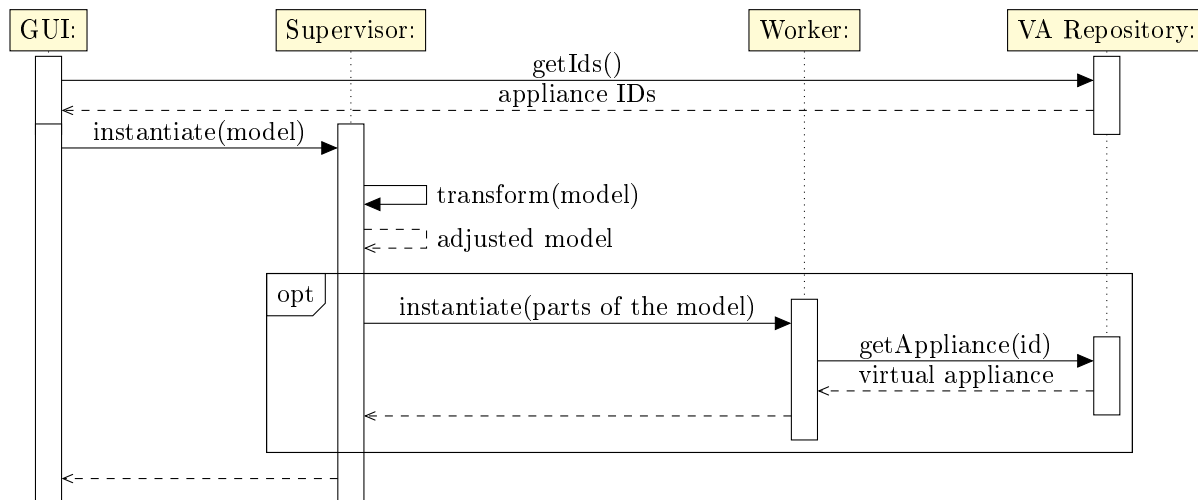 GUI:
Supervisor:
Worker:
VA Repository:
getIds()
appliance IDs
instantiate(model)
transform(model)
adjusted model
opt
instantiate(parts of the model)
getAppliance(id)
virtual appliance